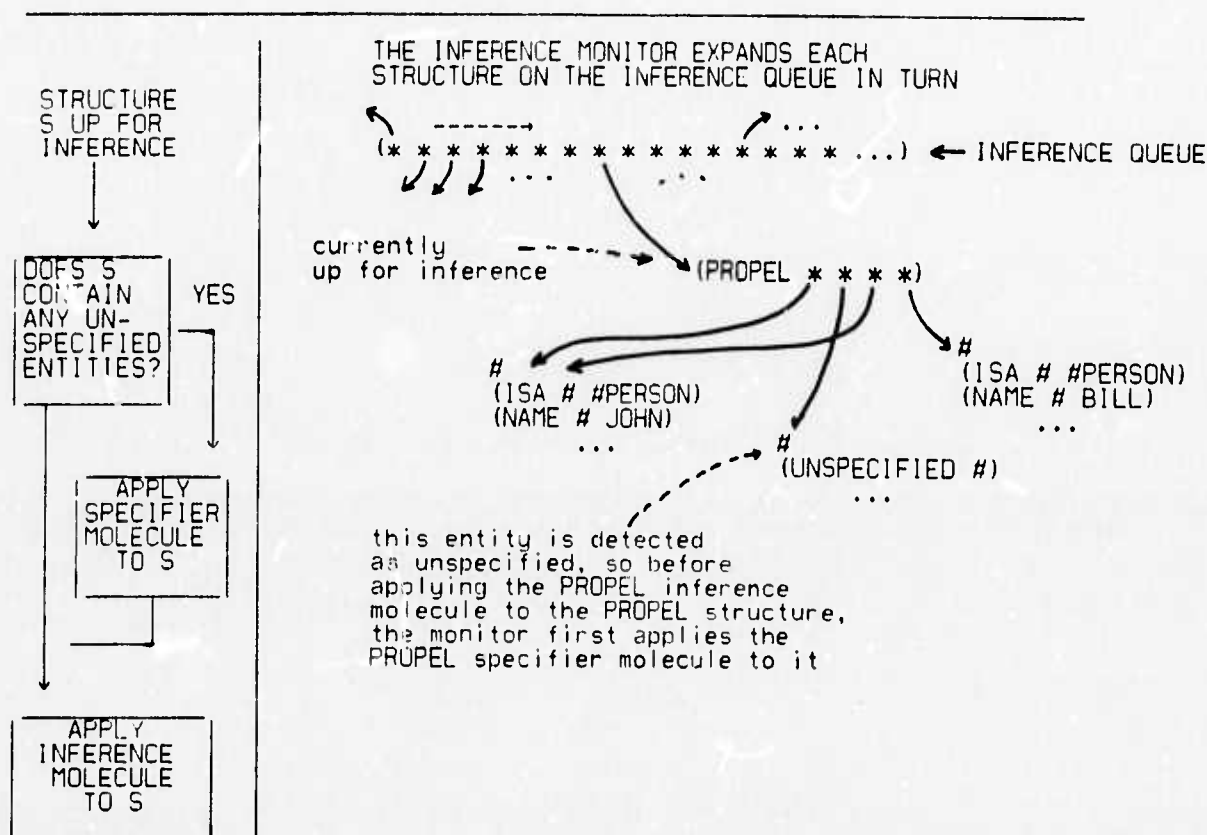 STRUCTURE
S UP FOR
INFERENCE
DOES S
CONTAIN
ANY UN-
SPECIFIED
ENTITIES?
YES
APPLY
SPECIFIER
MOLECULE
TO S
APPLY
INFERENCE
MOLECULE
TO S
THE INFERENCE MONITOR EXPANDS EACH
STRUCTURE ON THE INFERENCE QUEUE IN TURN
...
(* * * * * * * * * * * * * * * * ...) INFERENCE QUEUE
... ...
currently
up for inference
(PROPEL * * * *)
#
(ISA # #PERSON)
(NAME # JOHN)
...
#
(ISA # #PERSON)
(NAME # BILL)
...
#
(UNSPECIFIED #)
...
this entity is detected
as unspecified, so before
applying the PROPEL inference
molecule to the PROPEL structure,
the monitor first applies the
PROPEL specifier molecule to it